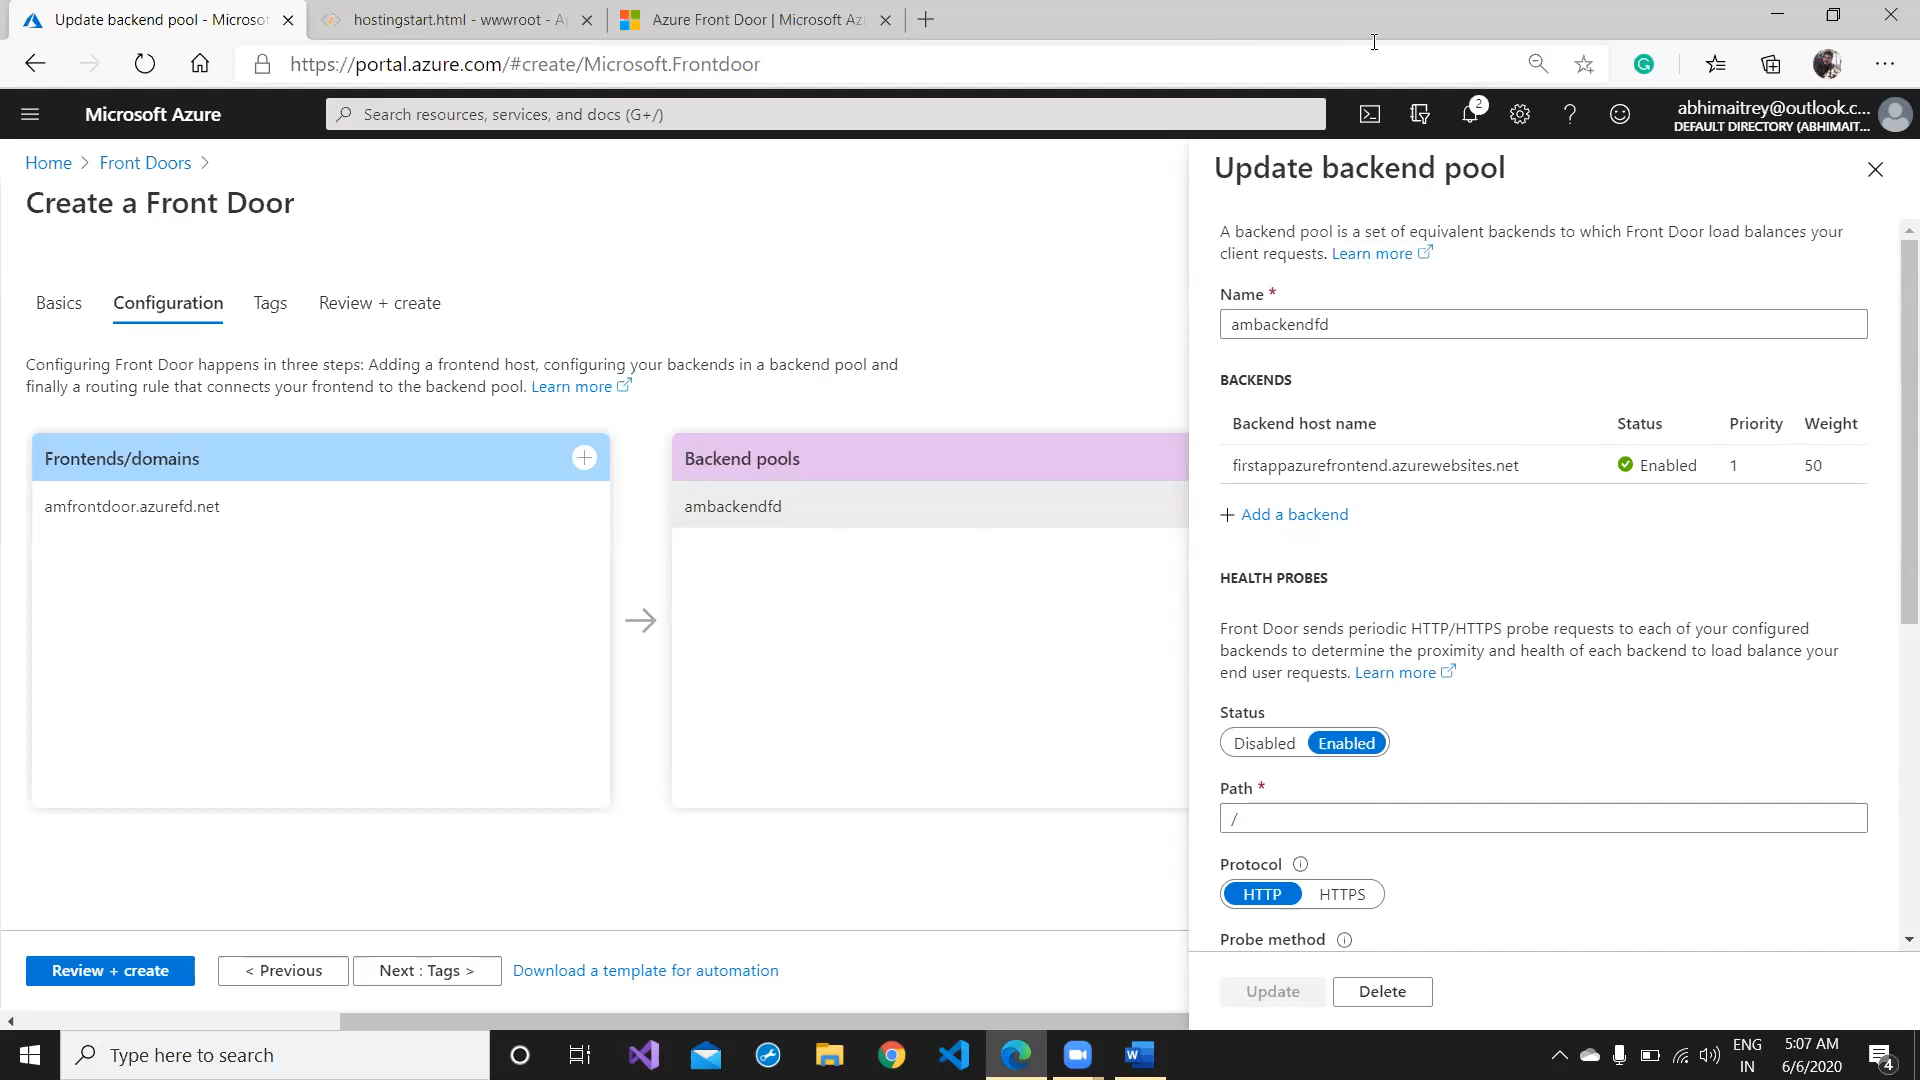 Update backend pool - Microsof
hostingstart.html - wwwroot - Ap
Azure Front Door | Microsoft Azu
https://portal.azure.com/#create/Microsoft.Frontdoor
Microsoft Azure
Search resources, services, and docs (G+/)
2
abhimaitrey@outlook.c...
DEFAULT DIRECTORY (ABHIMAIT...
Home > Front Doors >
Create a Front Door
Basics
Configuration
Tags
Review + create
Configuring Front Door happens in three steps: Adding a frontend host, configuring your backends in a backend pool and
finally a routing rule that connects your frontend to the backend pool. Learn more
Frontends/domains
amfrontdoor.azurefd.net
Backend pools
ambackendfd
Review + create
< Previous
Next : Tags >
Download a template for automation
Update backend pool
A backend pool is a set of equivalent backends to which Front Door load balances your
client requests. Learn more
Name *
ambackendfd
BACKENDS
Backend host name Status Priority Weight
firstappazurefrontend.azurewebsites.net Enabled 1 50
+ Add a backend
HEALTH PROBES
Front Door sends periodic HTTP/HTTPS probe requests to each of your configured
backends to determine the proximity and health of each backend to load balance your
end user requests. Learn more
Status
Disabled Enabled
Path *
/
Protocol
HTTP HTTPS
Probe method
Update
Delete
Type here to search
ENG
IN
5:07 AM
6/6/2020
4